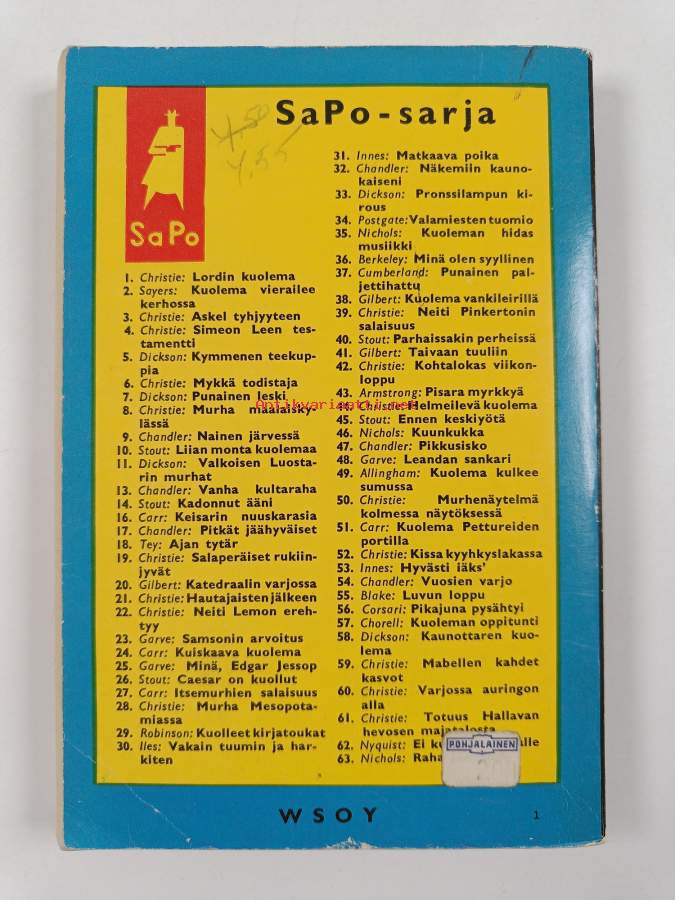 SaPo-sarja
SaPo
1. Christie: Lordin kuolema
2. Sayers: Kuolema vierailee
kerhossa
3. Christie: Askel tyhjyyteen
4. Christie: Simeon Leen tes-
tamentti
5. Dickson: Kymmenen teekup-
pia
6. Christie: Mykkä todistaja
7. Dickson: Punainen leski
8. Christie: Murha maalaisky-
lässä
9. Chandler: Nainen järvessä
10. Stout: Liian monta kuolemaa
11. Dickson: Valkoisen Luosta-
rin murhat
13. Chandler: Vanha kultaraha
14. Stout: Kadonnut ääni
16. Carr: Keisarin nuuskarasia
17. Chandler: Pitkät jäähyväiset
18. Tey: Ajan tytär
19. Christie: Salaperäiset rukiin-
jyvät
20. Gilbert: Katedraalin varjossa
21. Christie: Hautajaisten jälkeen
22. Christie: Neiti Lemon ereh-
tyy
23. Garve: Samsonin arvoitus
24. Carr: Kuiskaava kuolema
25. Garve: Minä, Edgar Jessop
26. Stout: Caesar on kuollut
27. Carr: Itsemurhien salaisuus
28. Christie: Murha Mesopota-
miassa
29. Robinson: Kuolleet kirjatoukat
30. Iles: Vakain tuumin ja har-
kiten
31. Innes: Matkaava poika
32. Chandler: Näkemiin kauno-
kaiseni
33. Dickson: Pronssilampun ki-
rous
34. Postgate: Valamiesten tuomio
35. Nichols: Kuoleman hidas
musiikki
36. Berkeley: Minä olen syyllinen
37. Cumberland: Punainen pal-
jettihattu
38. Gilbert: Kuolema vankileirillä
39. Christie: Neiti Pinkertonin
salaisuus
40. Stout: Parhaissakin perheissä
41. Gilbert: Taivaan tuuliin
42. Christie: Kohtalokas viikon-
loppu
43. Armstrong: Pisara myrkkyä
44. Christie: Helmeilevä kuolema
45. Stout: Ennen keskiyötä
46. Nichols: Kuunkukka
47. Chandler: Pikkusisko
48. Garve: Leandan sankari
49. Allingham: Kuolema kulkee
sumussa
50. Christie: Murhenäytelmä
kolmessa näytöksessä
51. Carr: Kuolema Pettureiden
portilla
52. Christie: Kissa kyyhkyslakassa
53. Innes: Hyvästi iäks'
54. Chandler: Vuosien varjo
55. Blake: Luvun loppu
56. Corsari: Pikajuna pysähtyi
57. Chorell: Kuoleman oppitunti
58. Dickson: Kaunottaren kuo-
lema
59. Christie: Mabellen kahdet
kasvot
60. Christie: Varjossa auringon
alla
61. Christie: Totuus Hallavan
hevosen majatalosta
62. Nyquist: Ei
63. Nichols: Raha
POHJALAINEN
Antikvariaatti.net
WSOY
1